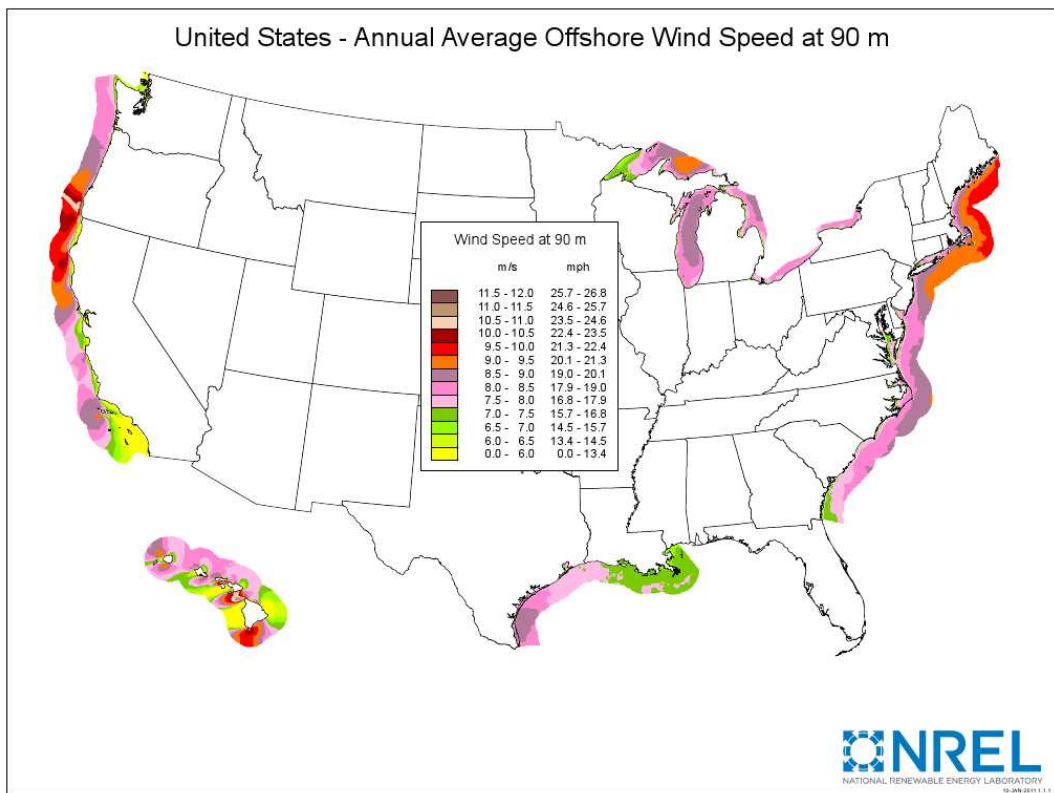 United States - Annual Average Offshore Wind Speed at 90 m
Wind Speed at 90 m
m/s mph
11.5 - 12.0 25.7 - 26.8
11.0 - 11.5 24.6 - 25.7
10.5 - 11.0 23.5 - 24.6
10.0 - 10.5 22.4 - 23.5
9.5 - 10.0 21.3 - 22.4
9.0 - 9.5 20.1 - 21.3
8.5 - 9.0 19.0 - 20.1
8.0 - 8.5 17.9 - 19.0
7.5 - 8.0 16.8 - 17.9
7.0 - 7.5 15.7 - 16.8
6.5 - 7.0 14.5 - 15.7
6.0 - 6.5 13.4 - 14.5
0.0 - 6.0 0.0 - 13.4
NREL
NATIONAL RENEWABLE ENERGY LABORATORY
10-JAN-2011 1.1.1